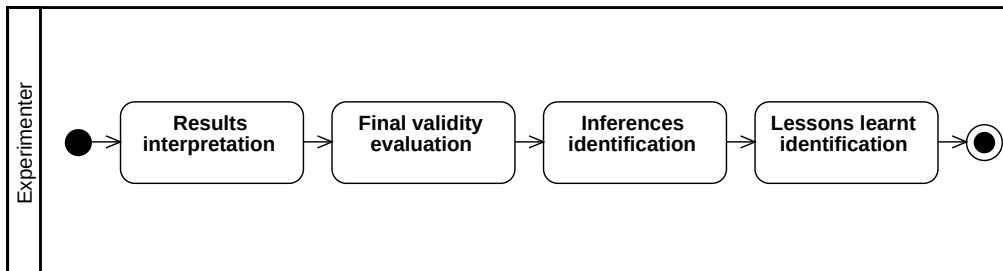 Experimenter
Results
interpretation
Final validity
evaluation
Inferences
identification
Lessons learnt
identification